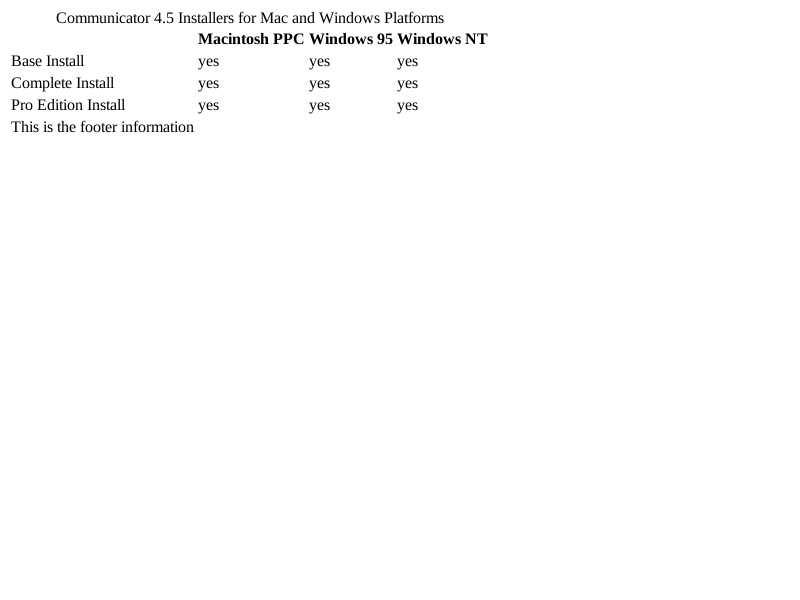 Communicator 4.5 Installers for Mac and Windows Platforms
Macintosh PPC Windows 95 Windows NT
Base Install yes yes yes
Complete Install yes yes yes
Pro Edition Install yes yes yes
This is the footer information